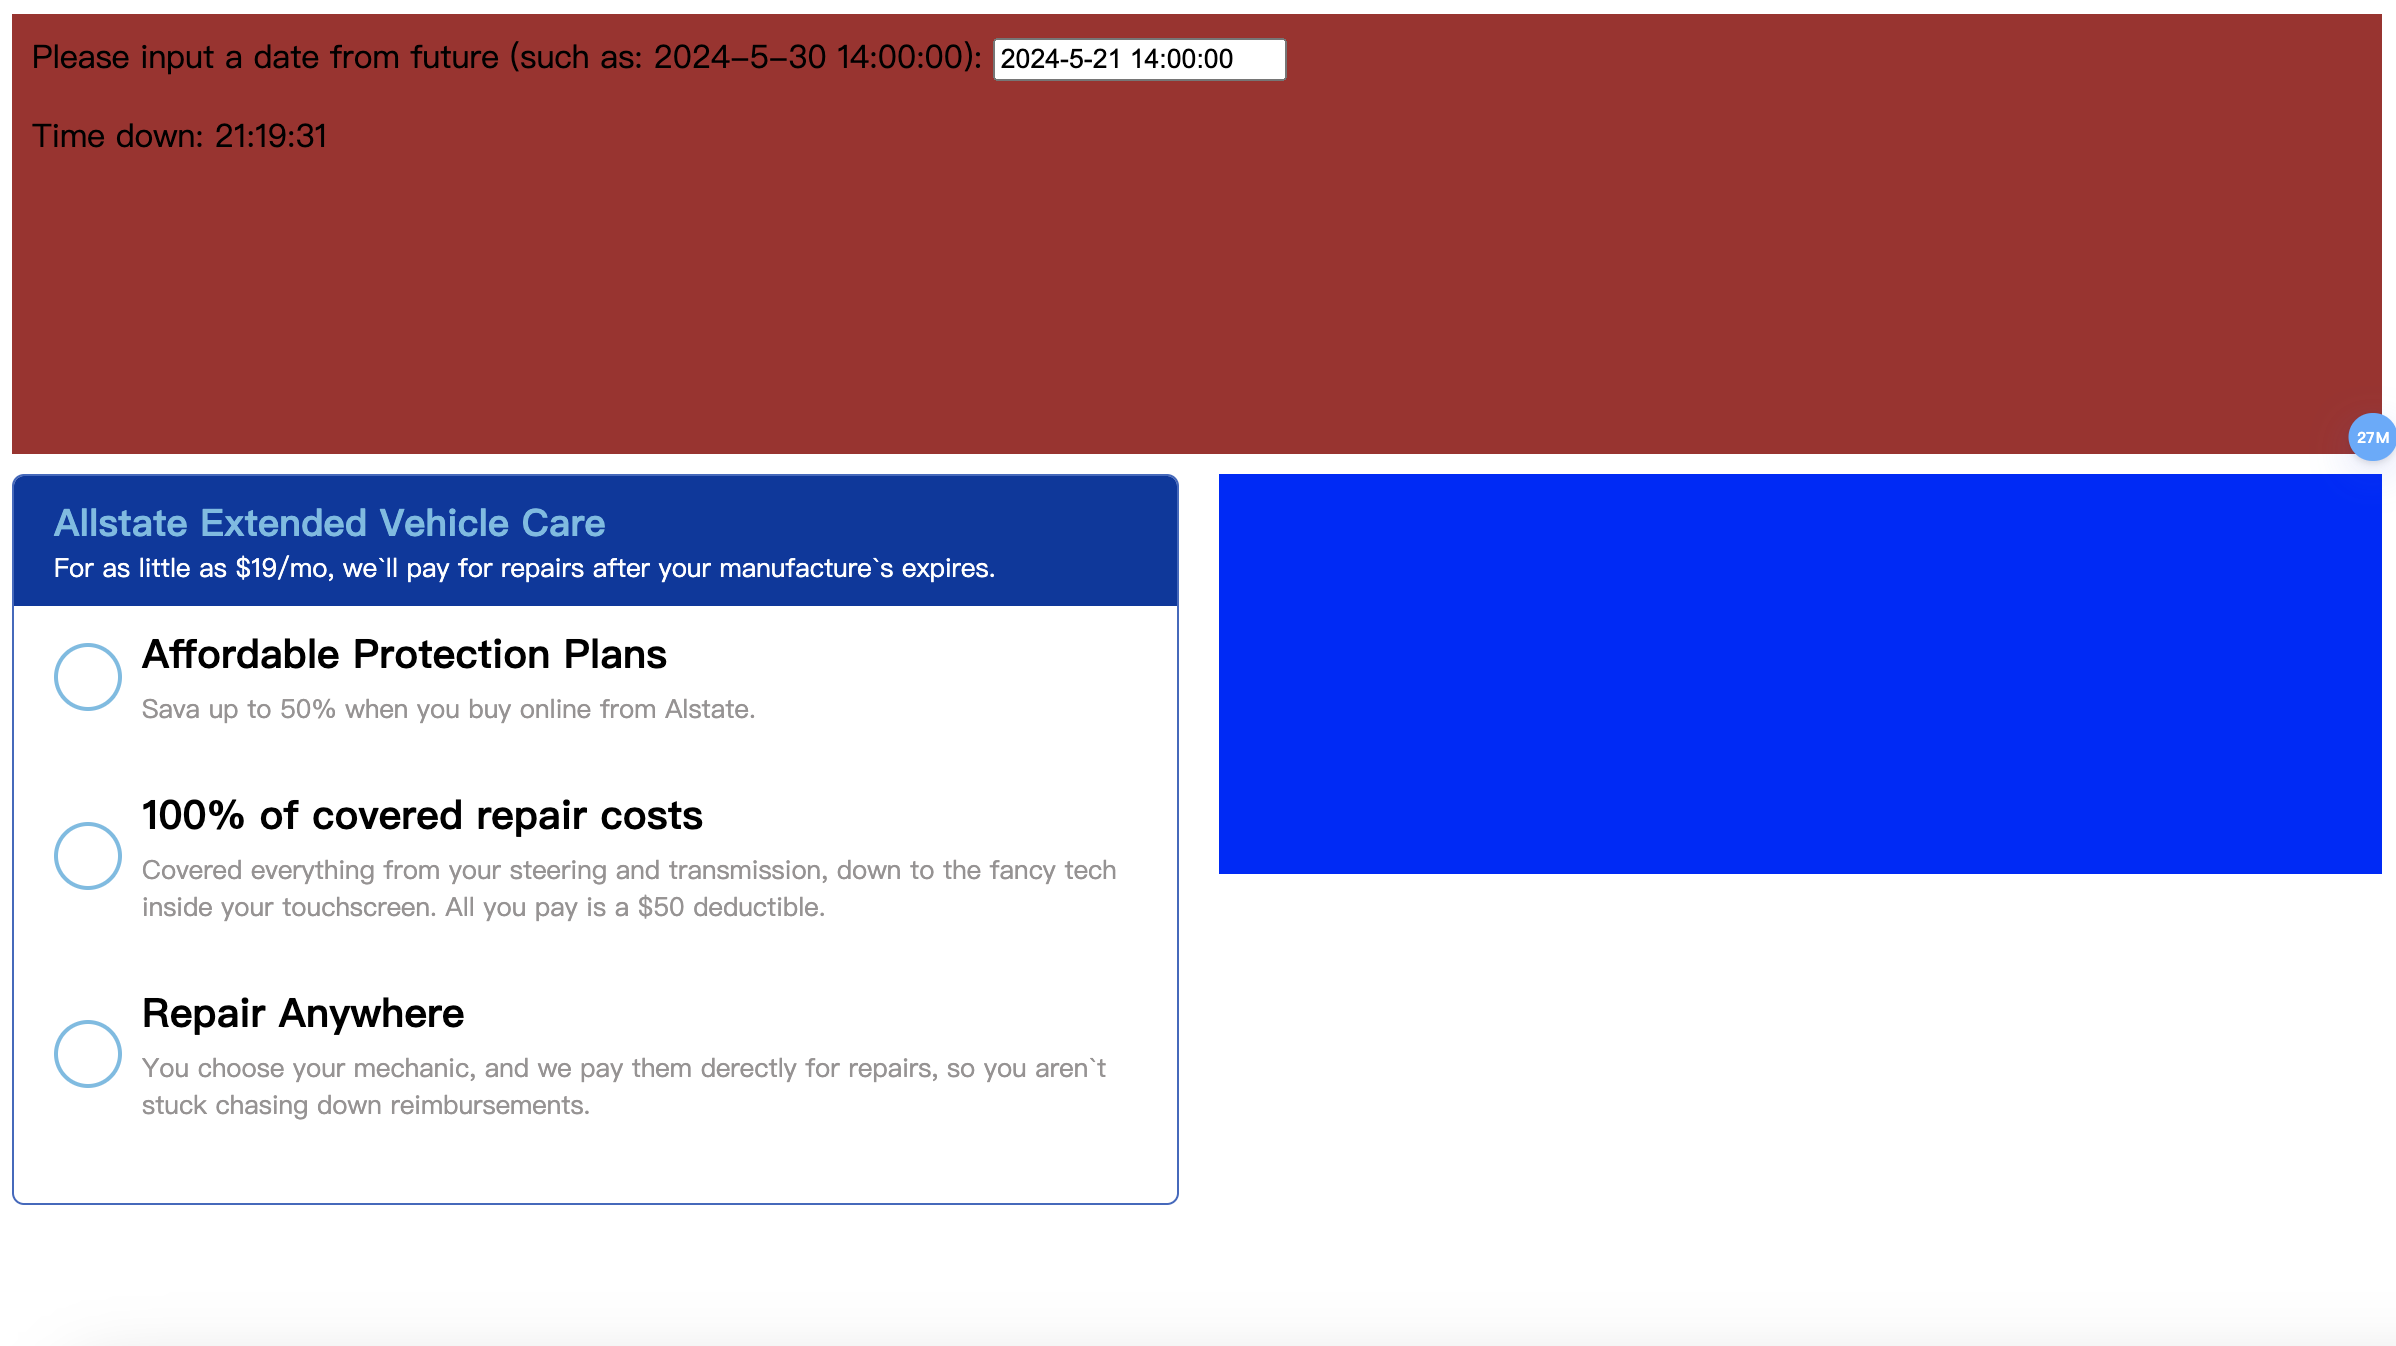 Please input a date from future (such as: 2024-5-30 14:00:00): 2024-5-21 14:00:00
Time down: 21:19:31
27M
Allstate Extended Vehicle Care
For as little as $19/mo, we`ll pay for repairs after your manufacture`s expires.
Affordable Protection Plans
Sava up to 50% when you buy online from Alstate.
100% of covered repair costs
Covered everything from your steering and transmission, down to the fancy tech
inside your touchscreen. All you pay is a $50 deductible.
Repair Anywhere
You choose your mechanic, and we pay them derectly for repairs, so you aren`t
stuck chasing down reimbursements.